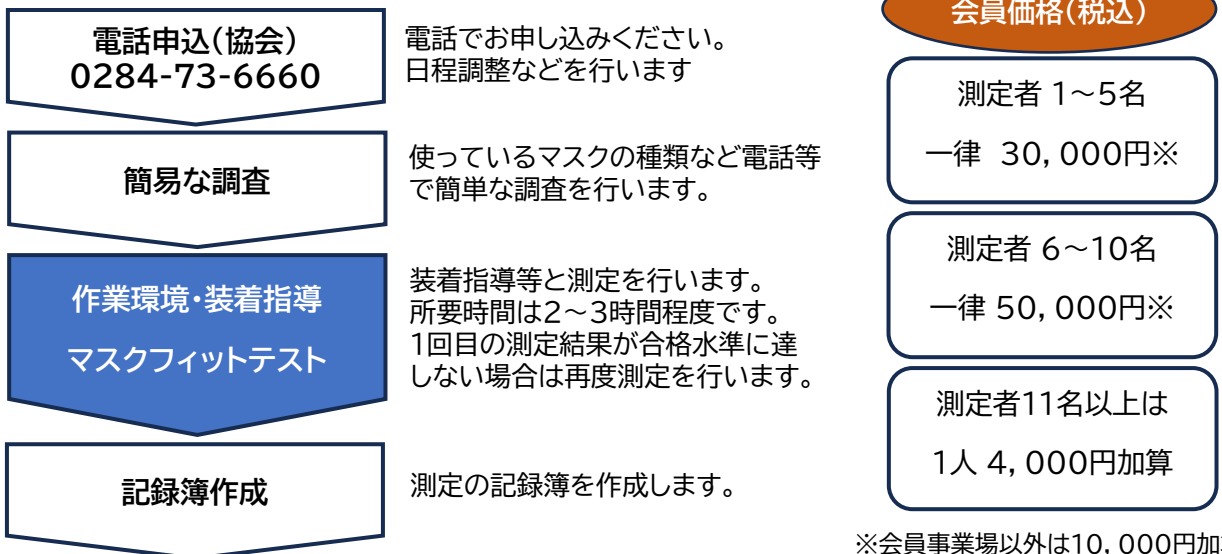 電話申込(協会)
0284-73-6660
電話でお申し込みください。
日程調整などを行います
簡易な調査
使っているマスクの種類など電話等
で簡単な調査を行います。
作業環境・装着指導
マスクフィットテスト
装着指導等と測定を行います。
所要時間は2~3時間程度です。
1回目の測定結果が合格水準に達
しない場合は再度測定を行います。
記録簿作成
測定の記録簿を作成します。
会員価格(税込)
測定者 1~5名
一律 30,000円※
測定者 6~10名
一律 50,000円※
測定者11名以上は
1人 4,000円加算
※会員事業場以外は10,000円加